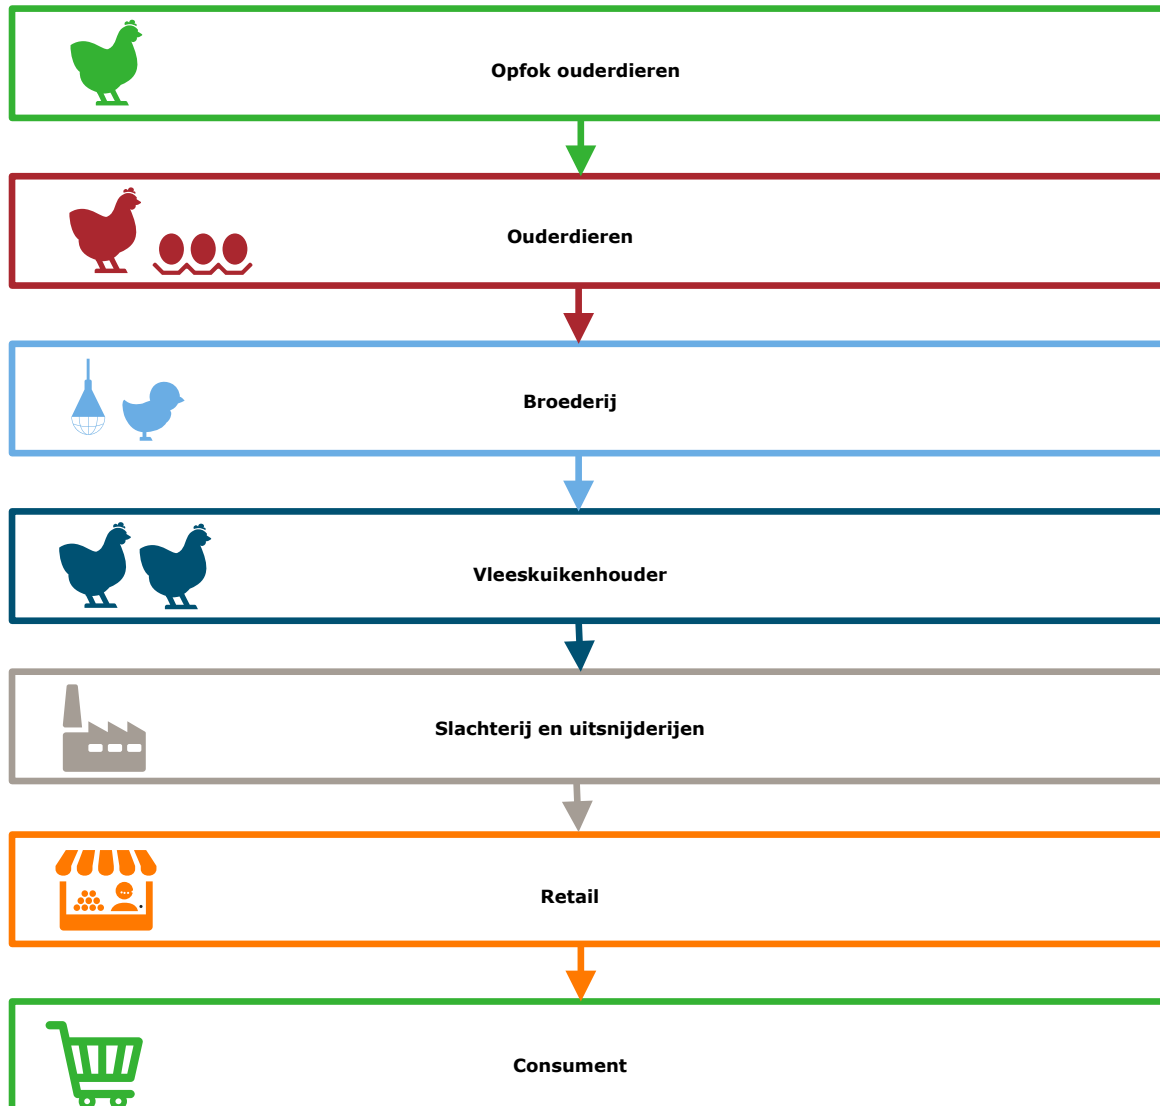 Opfok ouderdieren
Ouderdieren
Broederij
Vleeskuikenhouder
Slachterij en uitsnijderijen
Retail
Consument